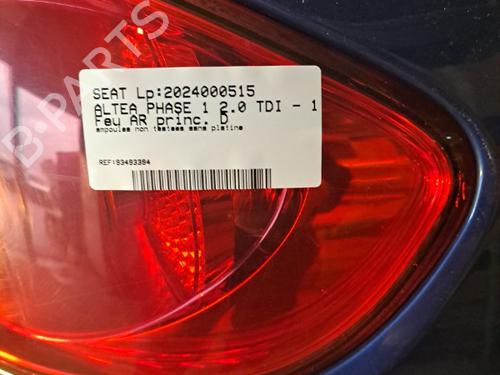 SEAT Lp:2024000515
ALTEA PHASE 1 2.0 TDI - 1
Feu AR princ. D
ampoules non testees sans platine
REF:93493394
B-PARTS